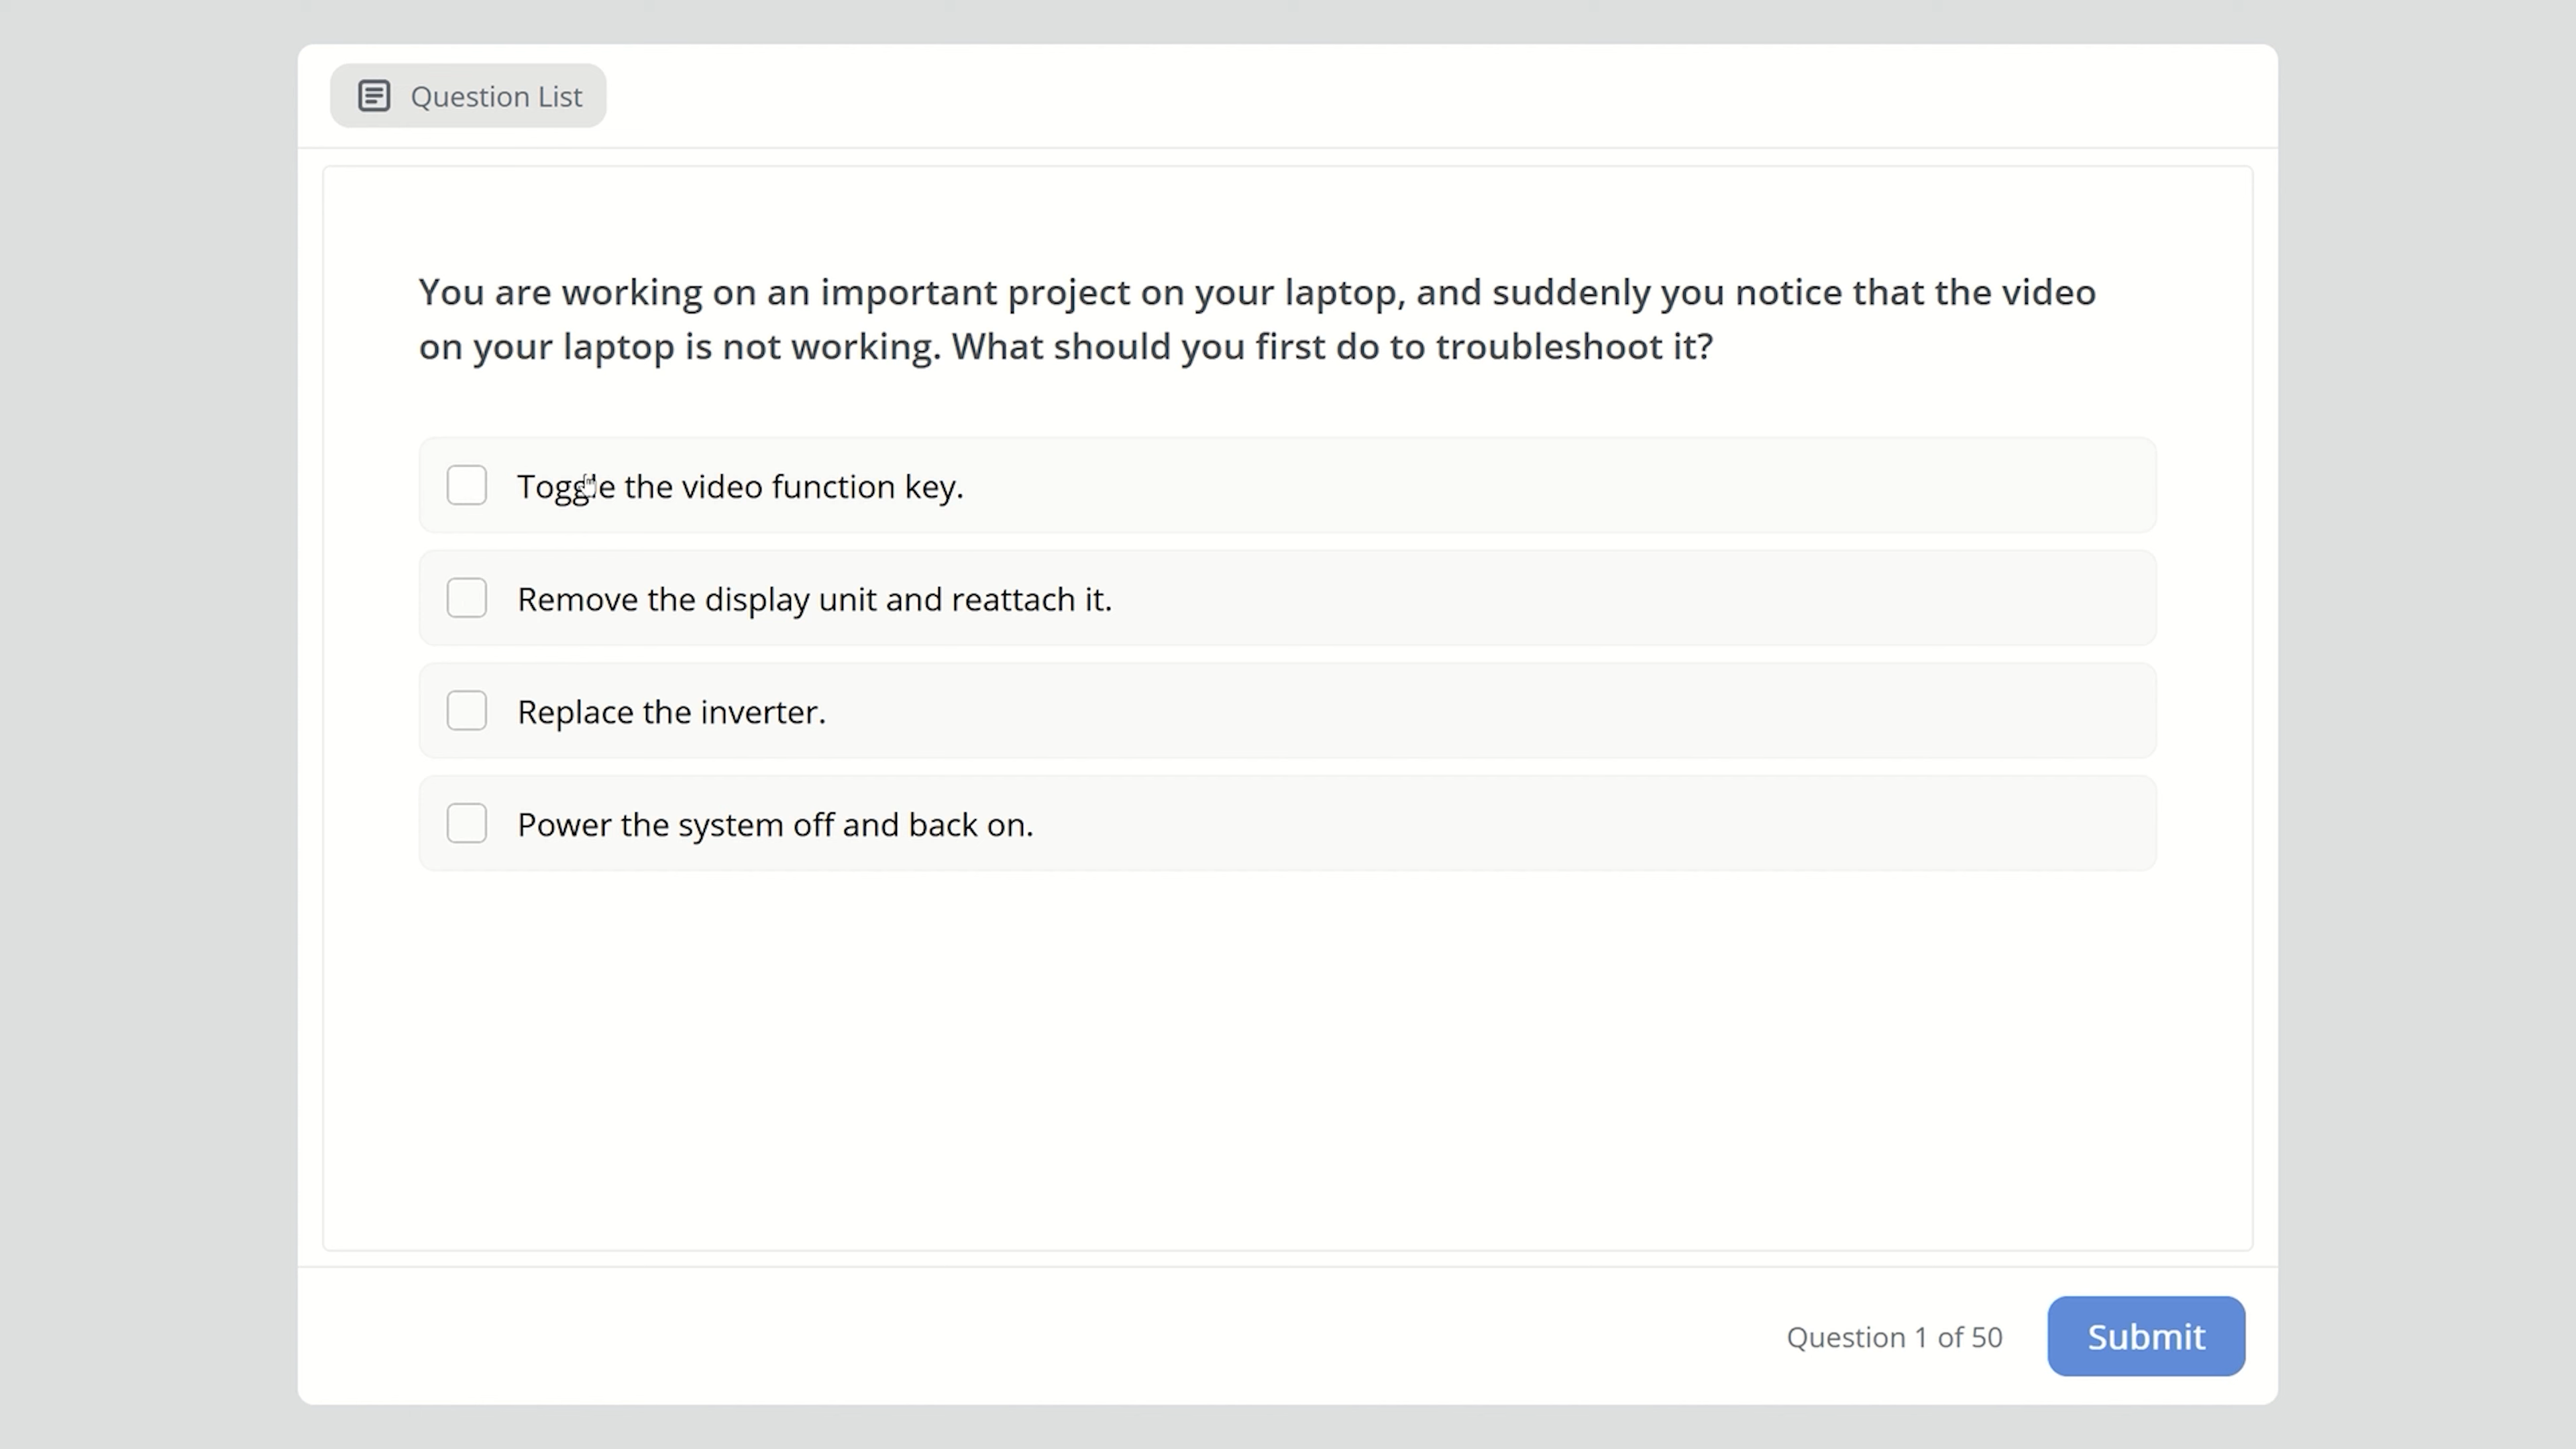 Question List
You are working on an important project on your laptop, and suddenly you notice that the video
on your laptop is not working. What should you first do to troubleshoot it?
Toggle the video function key.
Remove the display unit and reattach it.
Replace the inverter.
Power the system off and back on.
Question 1 of 50
Submit